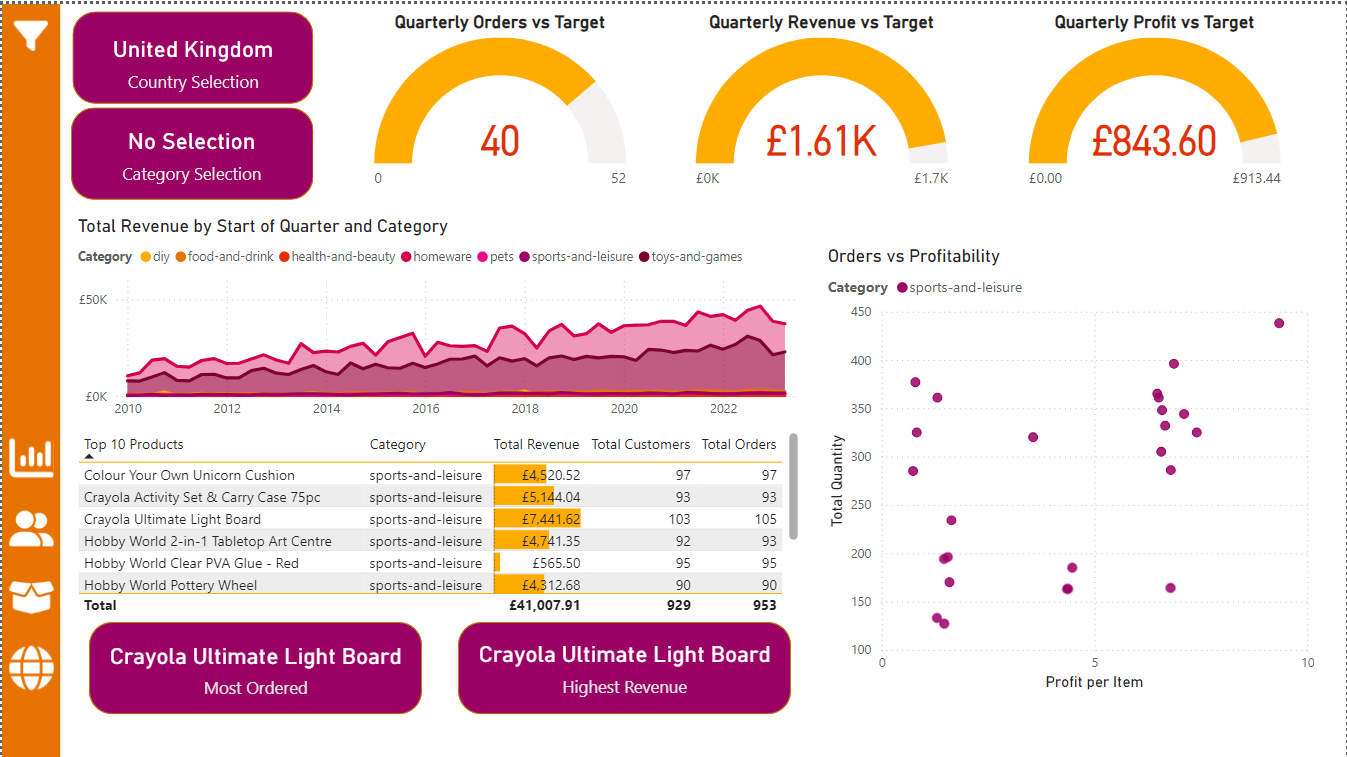 United Kingdom
Country Selection
No Selection
Category Selection
Quarterly Orders vs Target
40
0
52
Quarterly Revenue vs Target
£1.61K
£0K
£1.7K
Quarterly Profit vs Target
£843.60
£0.00
£913.44
Total Revenue by Start of Quarter and Category
Category diy food-and-drink health-and-beauty homeware pets sports-and-leisure toys-and-games
£50K
£0K
2010 2012 2014 2016 2018 2020 2022
Top 10 Products Category Total Revenue Total Customers Total Orders
Colour Your Own Unicorn Cushion sports-and-leisure £4,520.52 97 97
Crayola Activity Set & Carry Case 75pc sports-and-leisure £5,144.04 93 93
Crayola Ultimate Light Board sports-and-leisure £7,441.62 103 105
Hobby World 2-in-1 Tabletop Art Centre sports-and-leisure £4,741.35 92 93
Hobby World Clear PVA Glue - Red sports-and-leisure £565.50 95 95
Hobby World Pottery Wheel sports-and-leisure £4,312.68 90 90
Total £41,007.91 929 953
Crayola Ultimate Light Board
Most Ordered
Crayola Ultimate Light Board
Highest Revenue
Orders vs Profitability
Category sports-and-leisure
Total Quantity
450
400
350
300
250
200
150
100
0 5 10
Profit per Item